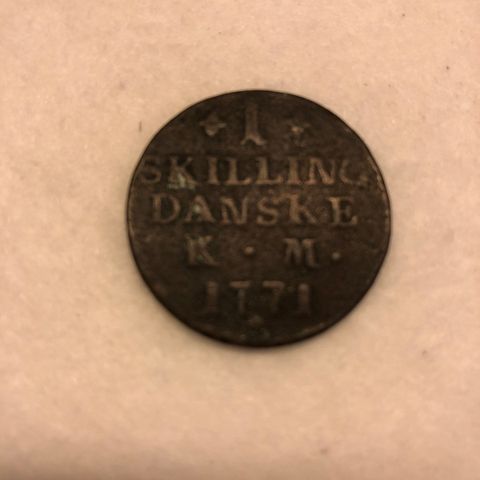 1
SKILLING
DANSKE
K · M ·
1771